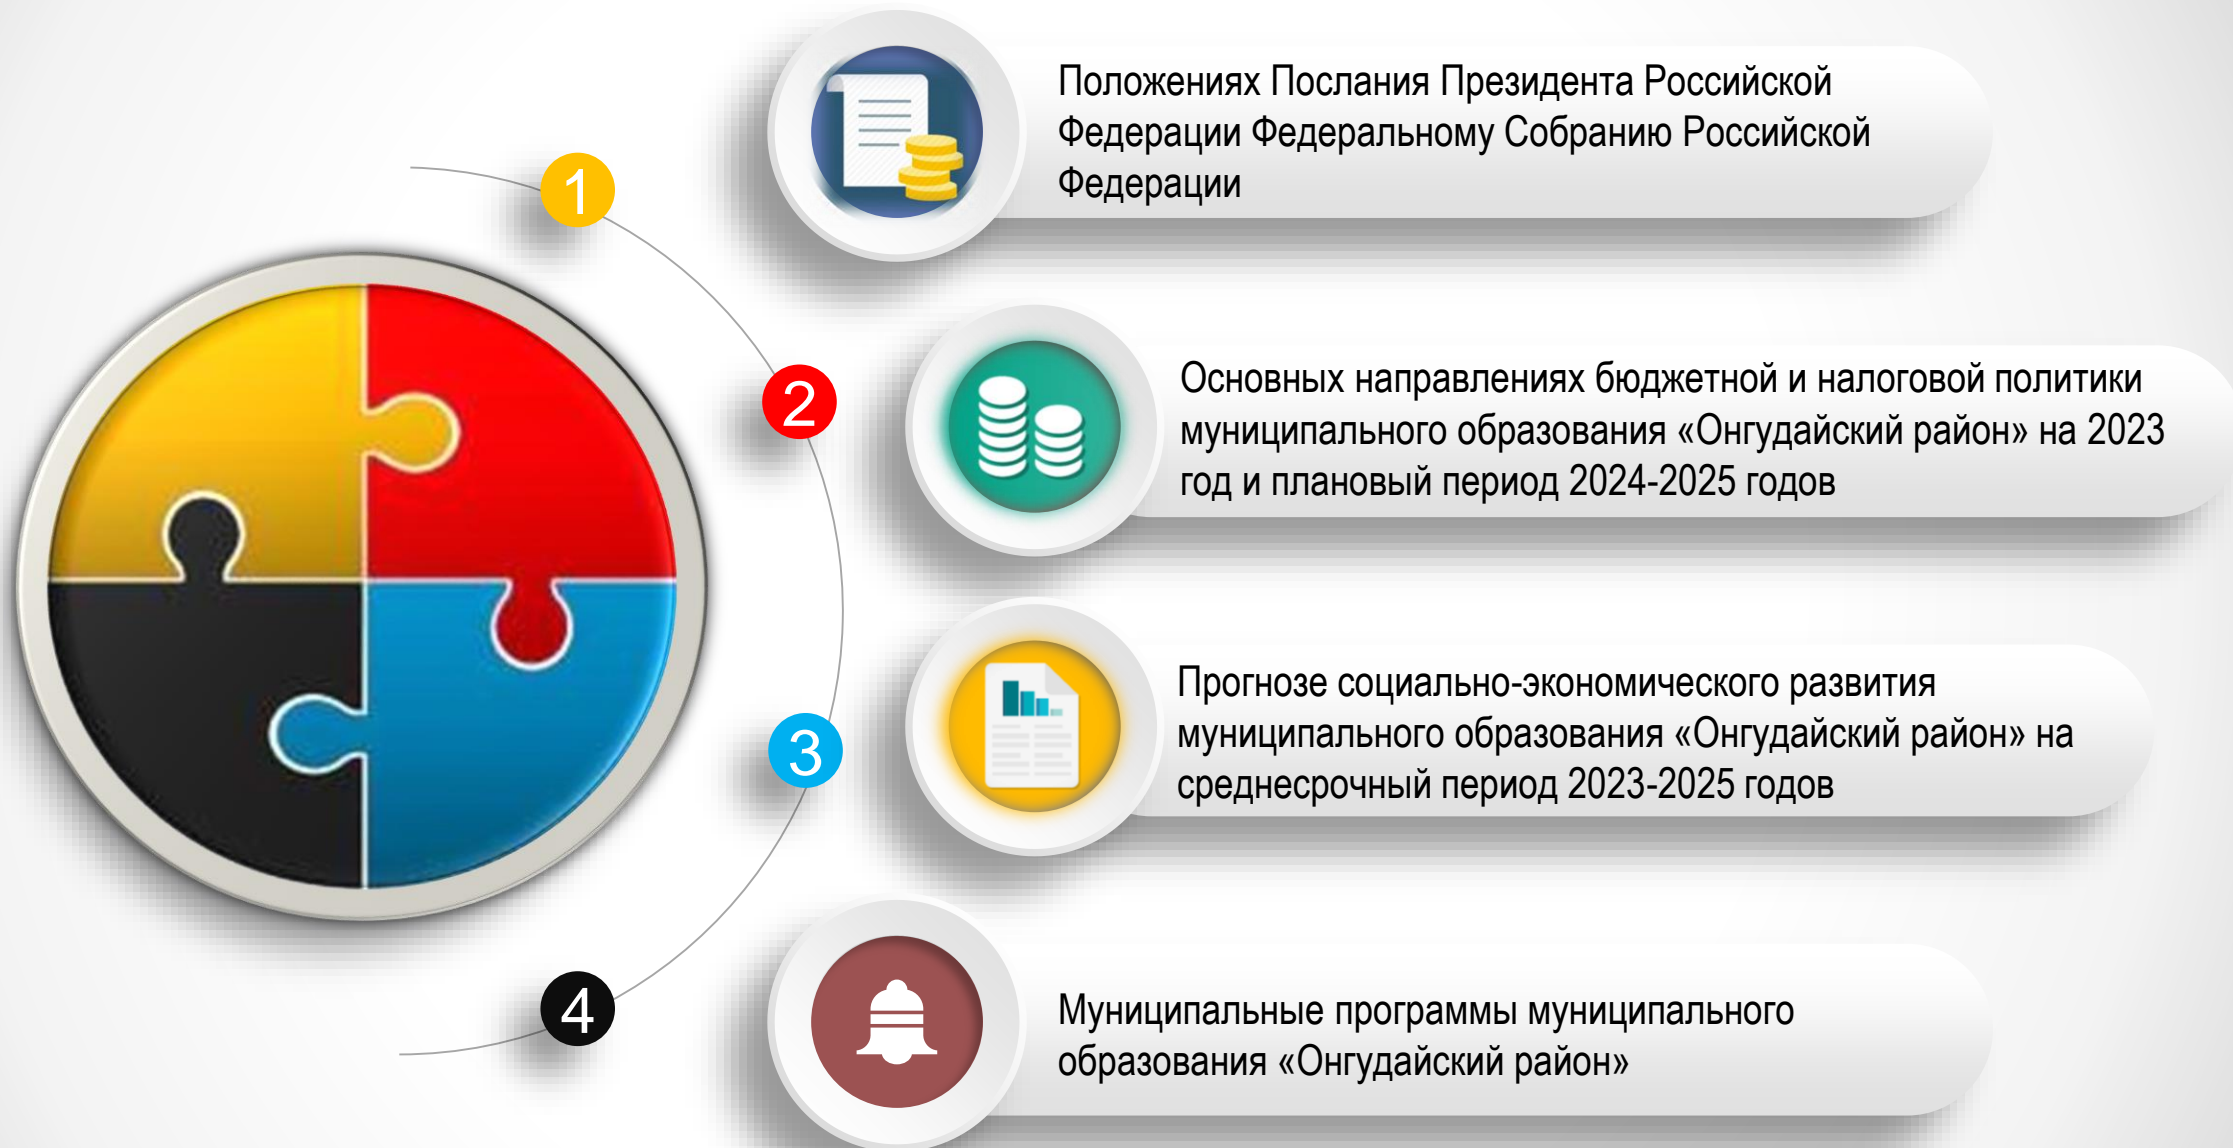 1
Положениях Послания Президента Российской
Федерации Федеральному Собранию Российской
Федерации
2
Основных направлениях бюджетной и налоговой политики
муниципального образования «Онгудайский район» на 2023
год и плановый период 2024-2025 годов
3
Прогнозе социально-экономического развития
муниципального образования «Онгудайский район» на
среднесрочный период 2023-2025 годов
4
Муниципальные программы муниципального
образования «Онгудайский район»